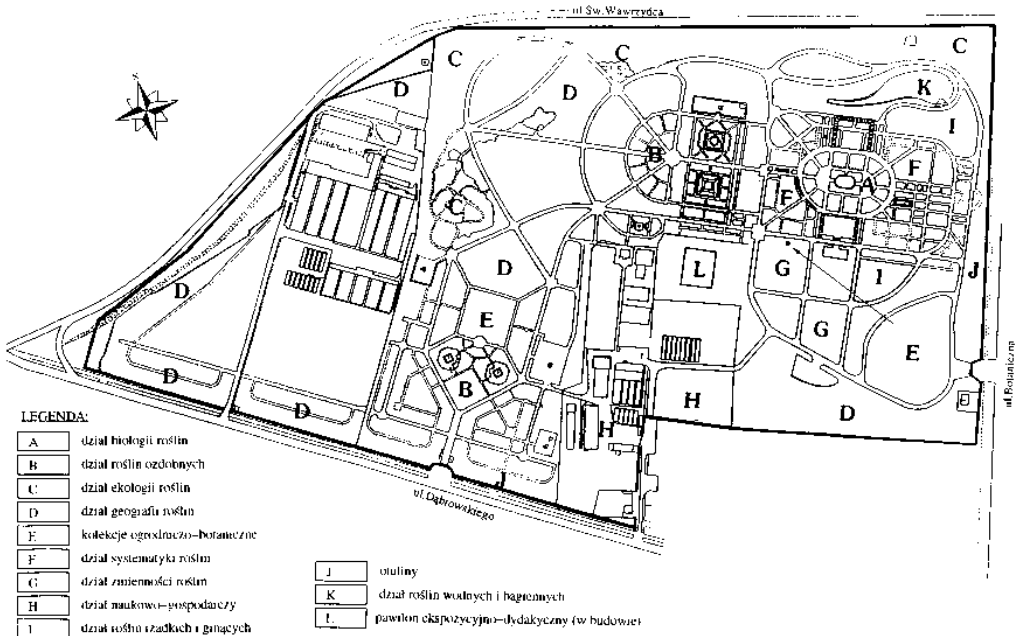 ul Św. Wawrzyńca
C
C
C
D
D
K
I
B
F
A
F
C
D
L
G
I
J
D
E
G
E
B
D
D
H
D
H
J
ul. Botaniczna
ul. Dąbrowskiego
LEGENDA:
A dział biologii roślin
B dział roślin ozdobnych
C dział ekologii roślin
D dział geografii roślin
E kolekcje ogrodniczo-botaniczne
F dział systematyki roślin
G dział zmienności roślin
H dział naukowo-gospodarczy
I dział roślin rzadkich i ginących
J otuliny
K dział roślin wodnych i bagiennych
L pawilon ekspozycyjno-dydaktyczny (w budowie)